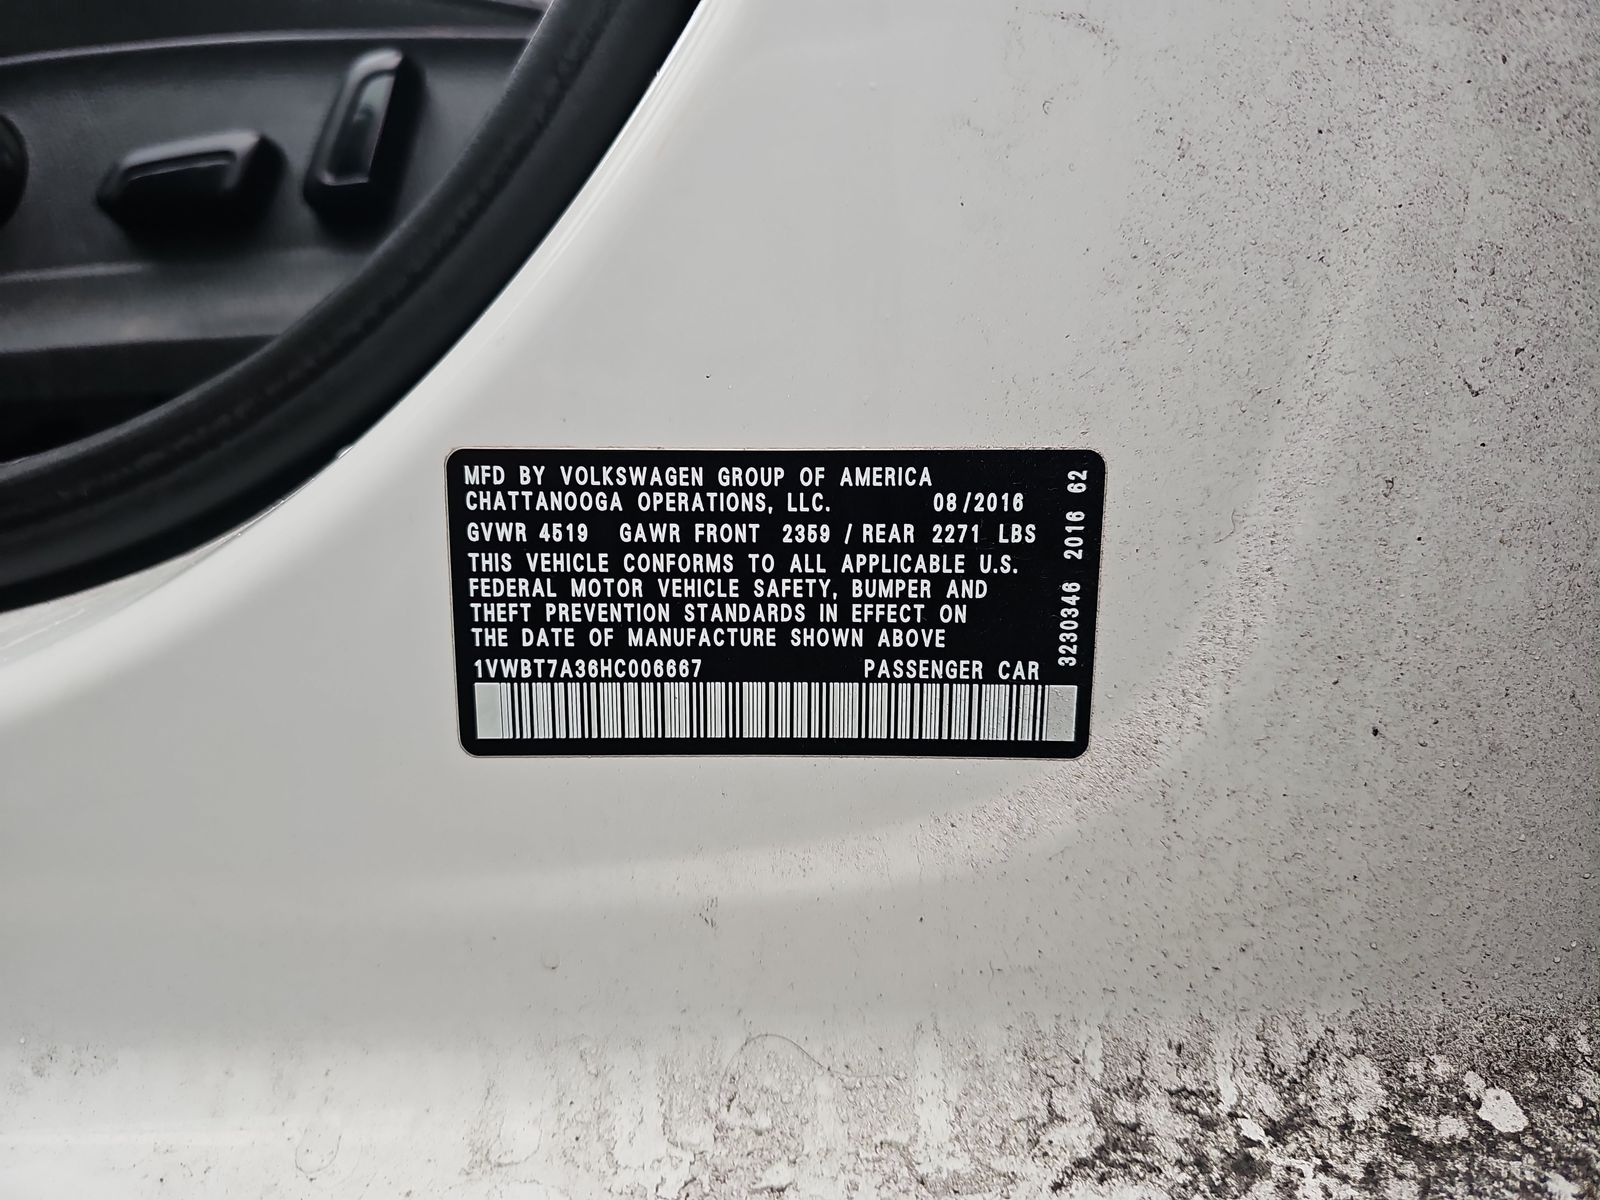 MFD BY VOLKSWAGEN GROUP OF AMERICA
CHATTANOOGA OPERATIONS, LLC. 08/2016
GVWR 4519 GAWR FRONT 2359 / REAR 2271 LBS
THIS VEHICLE CONFORMS TO ALL APPLICABLE U.S.
FEDERAL MOTOR VEHICLE SAFETY, BUMPER AND
THEFT PREVENTION STANDARDS IN EFFECT ON
THE DATE OF MANUFACTURE SHOWN ABOVE
1VWBT7A36HC006667 PASSENGER CAR
3230346 2016 62